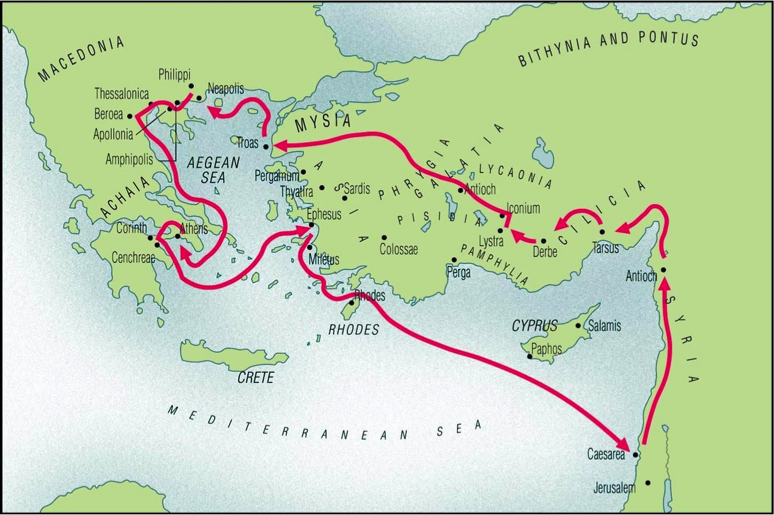 MACEDONIA
BITHYNIA AND PONTUS
Philippi
Neapolis
Thessalonica
Beroea
Apollonia
Amphipolis
MYSIA
Troas
AEGEAN
SEA
PHRYGIA
GALATIA
LYCAONIA
ASIA
Pergamum
Thyatira
Sardis
Antioch
ACHAIA
Iconium
CILICIA
PISIDIA
Ephesus
Corinth
Athens
Lystra
Derbe
Tarsus
Cenchreae
Miletus
Colossae
PAMPHYLIA
Perga
Antioch
SYRIA
Rhodes
RHODES
CYPRUS
Salamis
Paphos
CRETE
MEDITERRANEAN SEA
Caesarea
Jerusalem